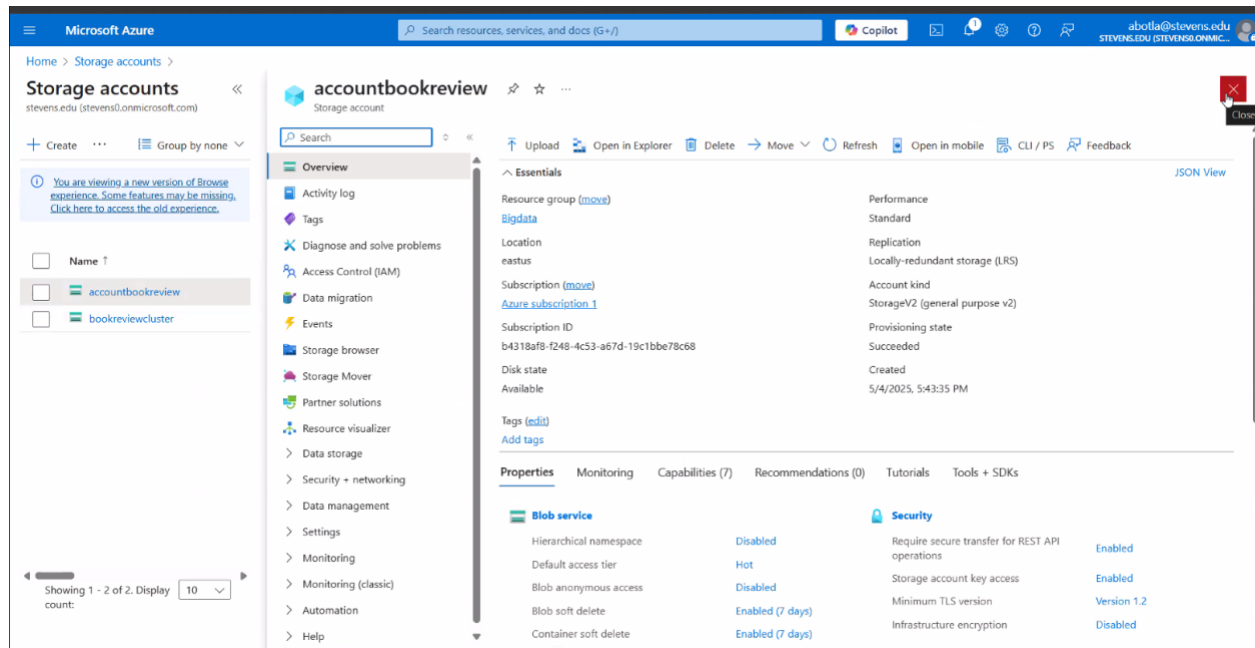 Microsoft Azure
Search resources, services, and docs (G+/)
Copilot
1
abotla@stevens.edu
STEVENS.EDU (STEVENS0.ONMIC...
Home > Storage accounts >
Storage accounts
stevens.edu (stevens0.onmicrosoft.com)
+ Create ... Group by none
You are viewing a new version of Browse
experience. Some features may be missing.
Click here to access the old experience.
Name ↑
accountbookreview
bookreviewcluster
Showing 1 - 2 of 2. Display 10
count:
accountbookreview
Storage account
Close
Search
Overview
Activity log
Tags
Diagnose and solve problems
Access Control (IAM)
Data migration
Events
Storage browser
Storage Mover
Partner solutions
Resource visualizer
Data storage
Security + networking
Data management
Settings
Monitoring
Monitoring (classic)
Automation
Help
Upload Open in Explorer Delete Move Refresh Open in mobile CLI / PS Feedback
Essentials JSON View
Resource group (move)
Bigdata
Location
eastus
Subscription (move)
Azure subscription 1
Subscription ID
b4318af8-f248-4c53-a67d-19c1bbe78c68
Disk state
Available
Performance
Standard
Replication
Locally-redundant storage (LRS)
Account kind
StorageV2 (general purpose v2)
Provisioning state
Succeeded
Created
5/4/2025, 5:43:35 PM
Tags (edit)
Add tags
Properties Monitoring Capabilities (7) Recommendations (0) Tutorials Tools + SDKs
Blob service
Hierarchical namespace Disabled
Default access tier Hot
Blob anonymous access Disabled
Blob soft delete Enabled (7 days)
Container soft delete Enabled (7 days)
Security
Require secure transfer for REST API
operations Enabled
Storage account key access Enabled
Minimum TLS version Version 1.2
Infrastructure encryption Disabled